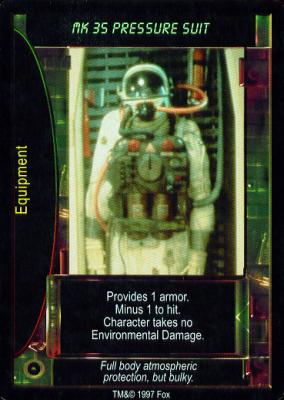 MK 35 PRESSURE SUIT
Equipment
Provides 1 armor.
Minus 1 to hit.
Character takes no
Environmental Damage.
Full body atmospheric
protection, but bulky.
TM&© 1997 Fox